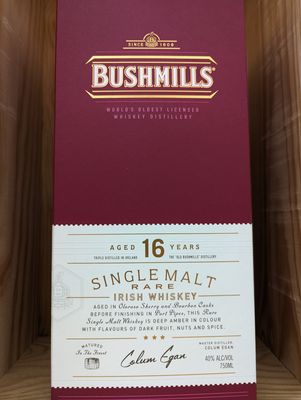 SINCE 1608
BUSHMILLS®
WORLD'S OLDEST LICENSED
WHISKEY DISTILLERY
AGED 16 YEARS
TRIPLE DISTILLED IN IRELAND THE "OLD BUSHMILLS" DISTILLERY
SINGLE MALT
RARE
IRISH WHISKEY
AGED IN Oloroso Sherry and Bourbon Casks
BEFORE FINISHING IN Port Pipes, THIS Rare
Single Malt Whiskey IS DEEP AMBER IN COLOUR
WITH FLAVOURS OF DARK FRUIT, NUTS AND SPICE.
MATURED
In The Finest
Colum Egan
MASTER DISTILLER,
COLUM EGAN
40% ALC/VOL
750ML